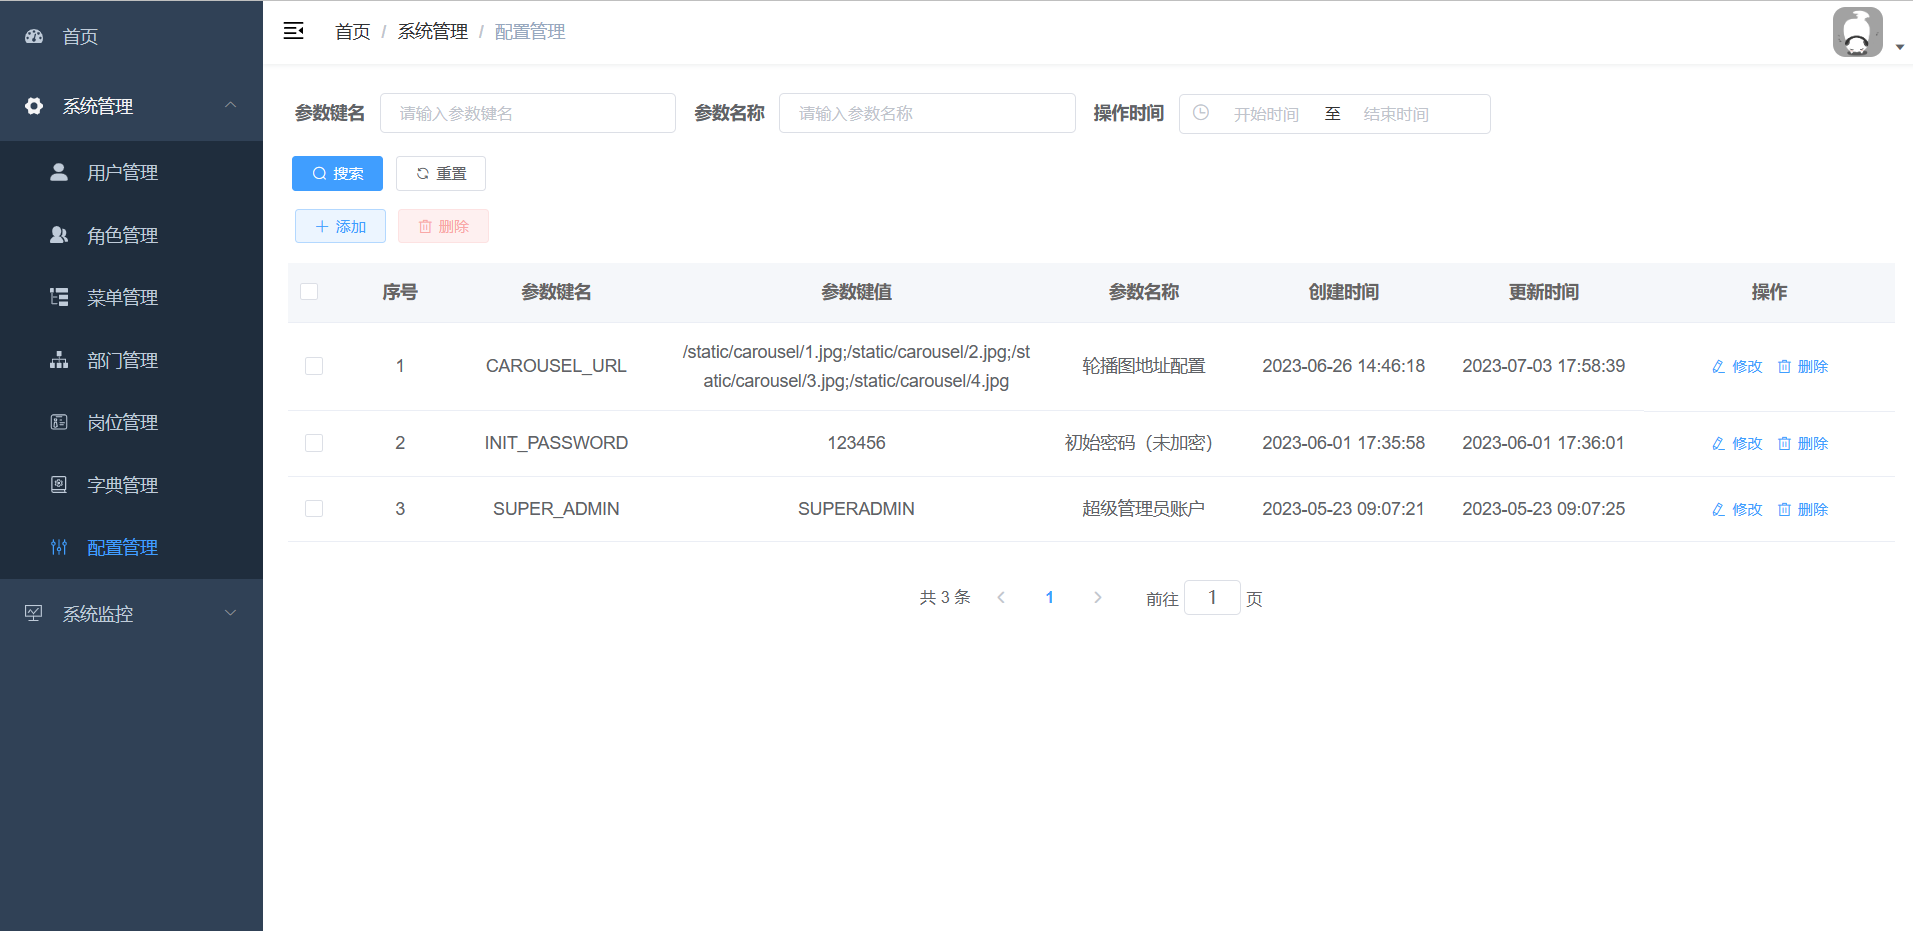 首页
系统管理
用户管理
角色管理
菜单管理
部门管理
岗位管理
字典管理
配置管理
系统监控
首页 / 系统管理 / 配置管理
参数键名 请输入参数键名 参数名称 请输入参数名称 操作时间 开始时间 至 结束时间
搜索 重置
添加 删除
序号 参数键名 参数键值 参数名称 创建时间 更新时间 操作
1 CAROUSEL_URL /static/carousel/1.jpg;/static/carousel/2.jpg;/st
atic/carousel/3.jpg;/static/carousel/4.jpg 轮播图地址配置 2023-06-26 14:46:18 2023-07-03 17:58:39 修改 删除
2 INIT_PASSWORD 123456 初始密码（未加密） 2023-06-01 17:35:58 2023-06-01 17:36:01 修改 删除
3 SUPER_ADMIN SUPERADMIN 超级管理员账户 2023-05-23 09:07:21 2023-05-23 09:07:25 修改 删除
共 3 条 1 前往 1 页